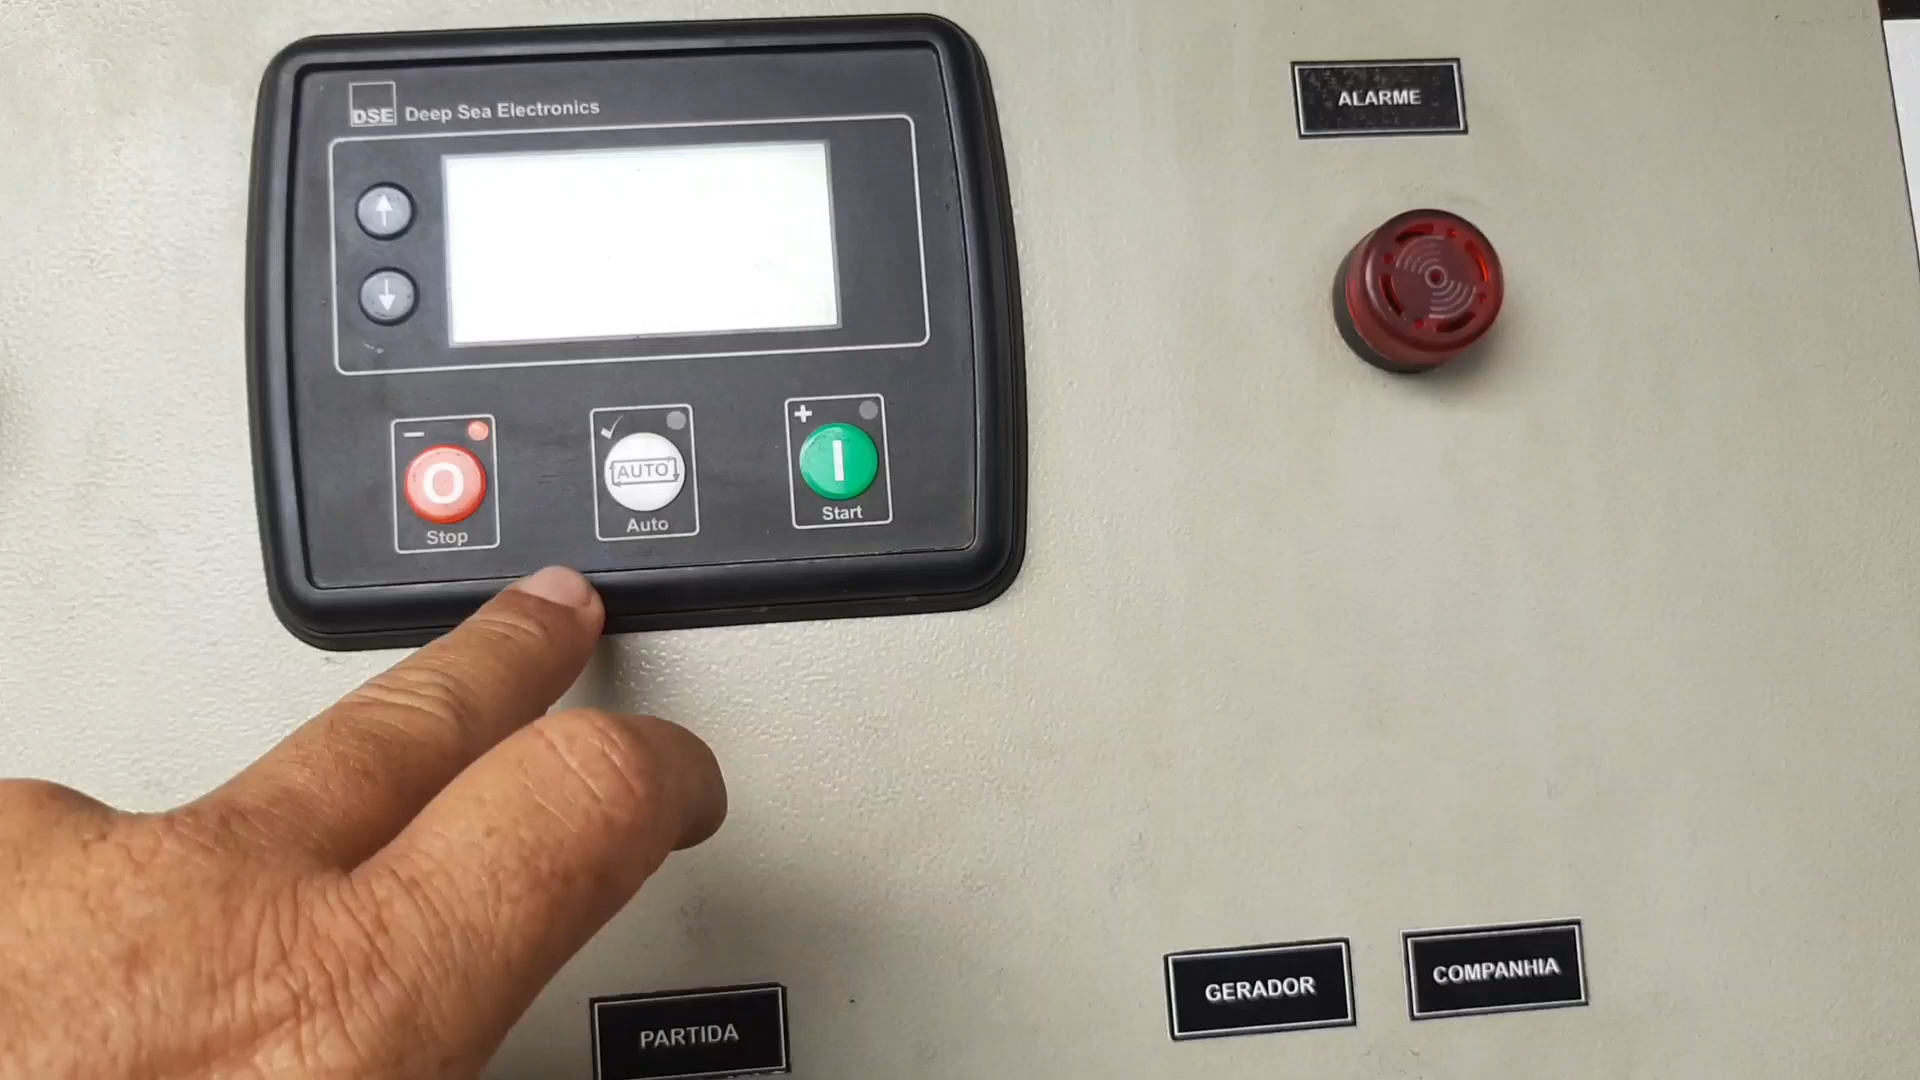 DSE Deep Sea Electronics
ALARME
O
AUTO
I
Stop
Auto
Start
GERADOR
COMPANHIA
PARTIDA